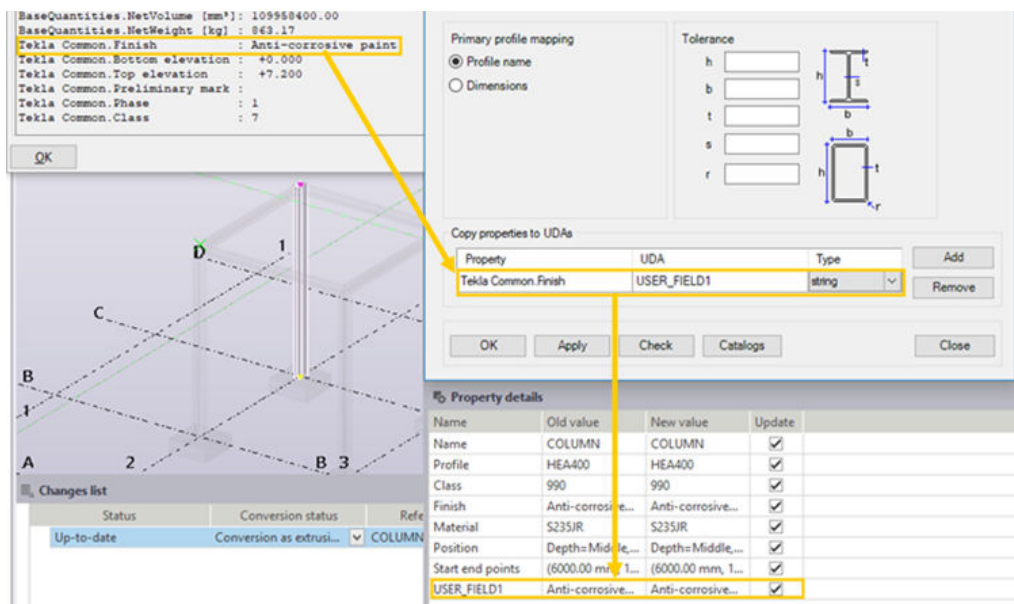 BaseQuantities.NetVolume [mm³]: 109958400.00
BaseQuantities.NetWeight [kg] : 863.17
Tekla Common.Finish : Anti-corrosive paint
Tekla Common.Bottom elevation : +0.000
Tekla Common.Top elevation : +7.200
Tekla Common.Preliminary mark :
Tekla Common.Phase : 1
Tekla Common.Class : 7
OK
Primary profile mapping
Profile name
Dimensions
Tolerance
h
b
t
s
r
h
t
s
b
b
h
t
r
Copy properties to UDAs
Property UDA Type
Tekla Common.Finish USER_FIELD1 string
Add
Remove
OK Apply Check Catalogs Close
D
1
C
B
1
A 2 B 3
Changes list
Status Conversion status Refe
Up-to-date Conversion as extrusi... COLUMN
Property details
Name Old value New value Update
Name COLUMN COLUMN
Profile HEA400 HEA400
Class 990 990
Finish Anti-corrosive... Anti-corrosive...
Material S235JR S235JR
Position Depth=Middle,... Depth=Middle,...
Start end points (6000.00 mm, 1... (6000.00 mm, 1...
USER_FIELD1 Anti-corrosive... Anti-corrosive...